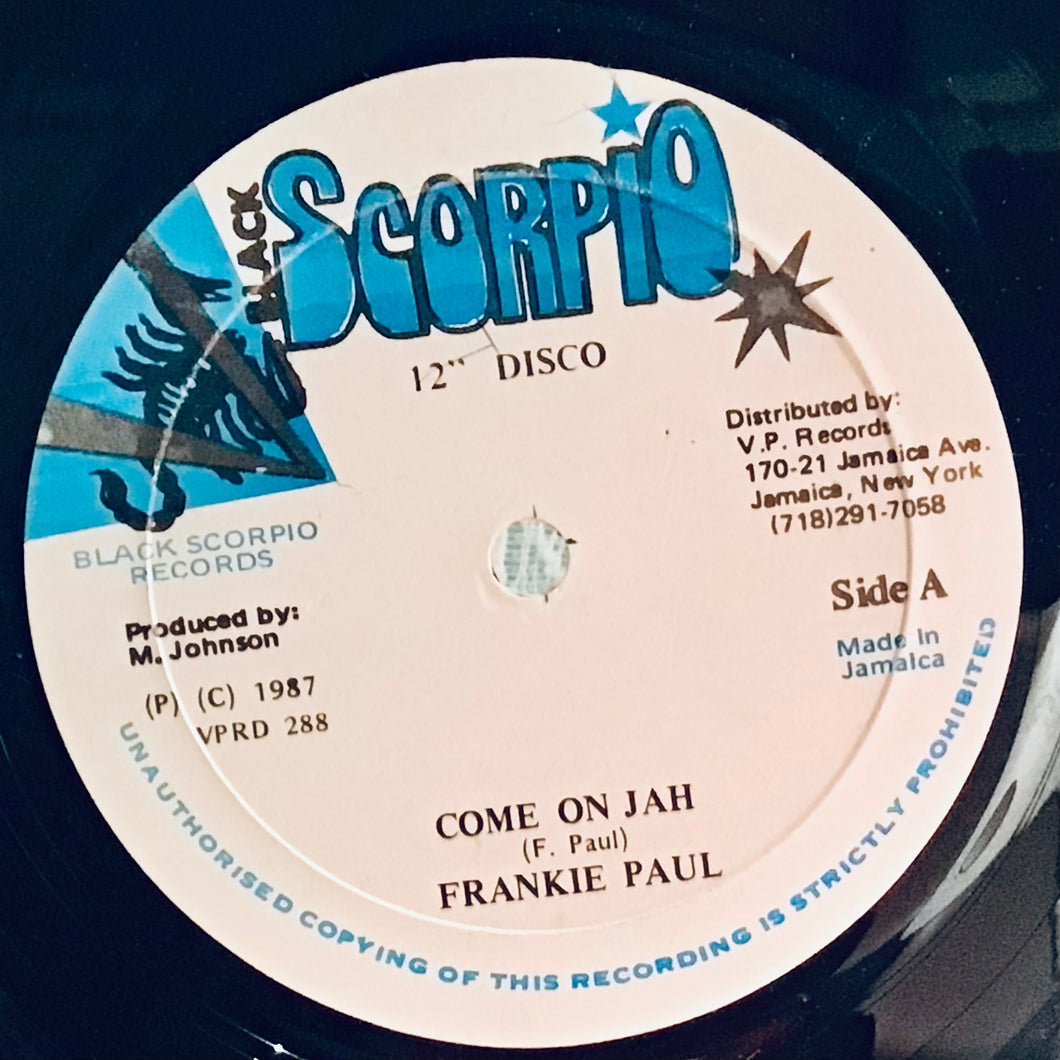 BLACK
SCORPIO
12" DISCO
Distributed by:
V.P. Records
170-21 Jamaica Ave.
Jamaica, New York
(718)291-7058
BLACK SCORPIO
RECORDS
Produced by:
M. Johnson
(P) (C) 1987
VPRD 288
Side A
Made In
Jamaica
COME ON JAH
(F. Paul)
FRANKIE PAUL
UNAUTHORISED COPYING OF THIS RECORDING IS STRICTLY PROHIBITED